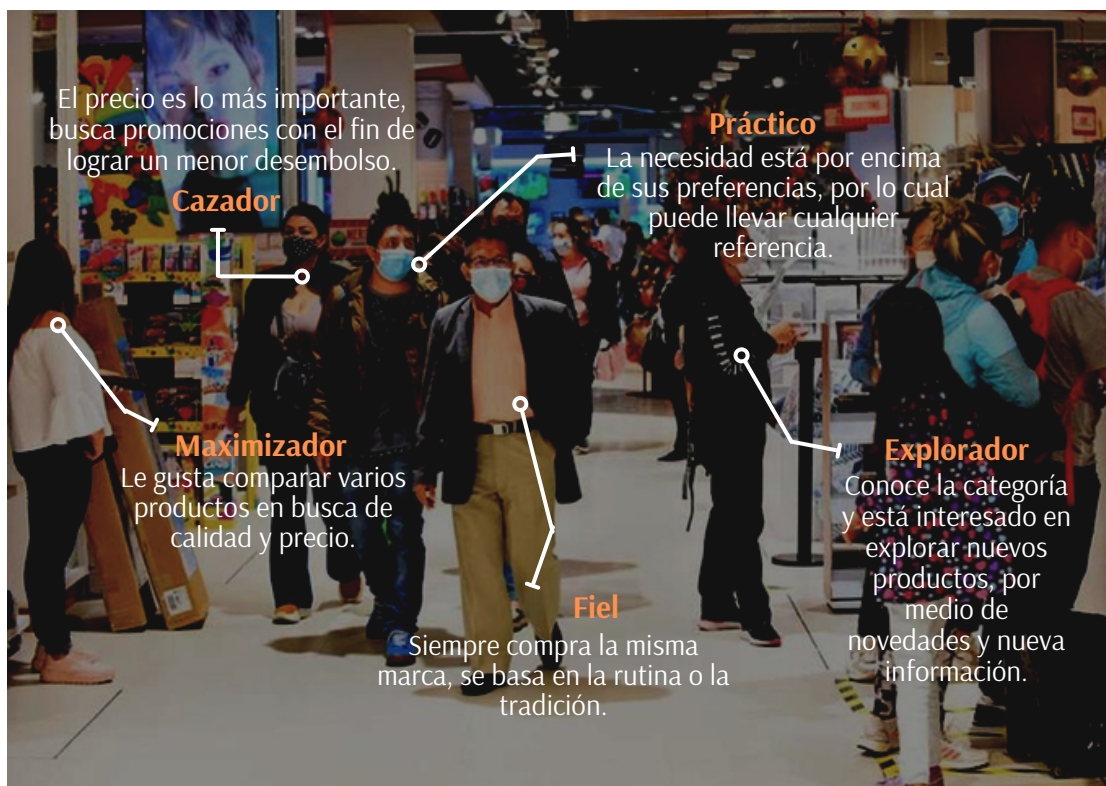 El precio es lo más importante,
busca promociones con el fin de
lograr un menor desembolso.
Cazador
Práctico
La necesidad está por encima
de sus preferencias, por lo cual
puede llevar cualquier
referencia.
Maximizador
Le gusta comparar varios
productos en busca de
calidad y precio.
Explorador
Conoce la categoría
y está interesado en
explorar nuevos
productos, por
medio de
novedades y nueva
información.
Fiel
Siempre compra la misma
marca, se basa en la rutina o la
tradición.